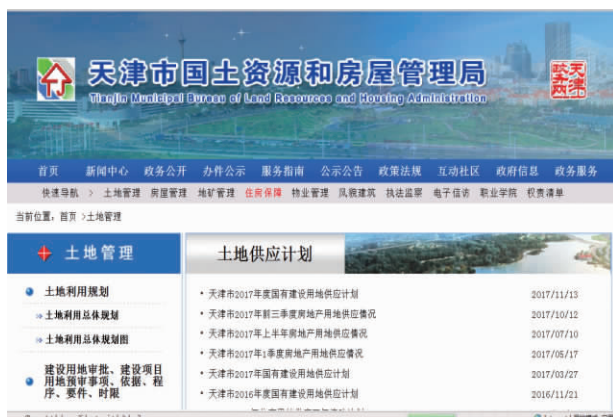 天津市国土资源和房屋管理局
Tianjin Municipal Bureau of Land Resources and Housing Administration
天津政务网
首页 新闻中心 政务公开 办件公示 服务指南 公示公告 政策法规 互动社区 政府信息 政务服务
快速导航 > 土地管理 房屋管理 地矿管理 住房保障 物业管理 风貌建筑 执法监察 电子信访 职业学院 权责清单
当前位置：首页 >土地管理
土地管理
土地供应计划
土地利用规划
土地利用总体规划
土地利用总体规划图
建设用地审批、建设项目
用地预审事项、依据、程
序、要件、时限
• 天津市2017年度国有建设用地供应计划 2017/11/13
• 天津市2017年前三季度房地产用地供应情况 2017/10/12
• 天津市2017年上半年房地产用地供应情况 2017/07/10
• 天津市2017年1季度房地产用地供应情况 2017/05/17
• 天津市2017年国有建设用地供应计划 2017/03/27
• 天津市2016年度国有建设用地供应计划 2016/11/21